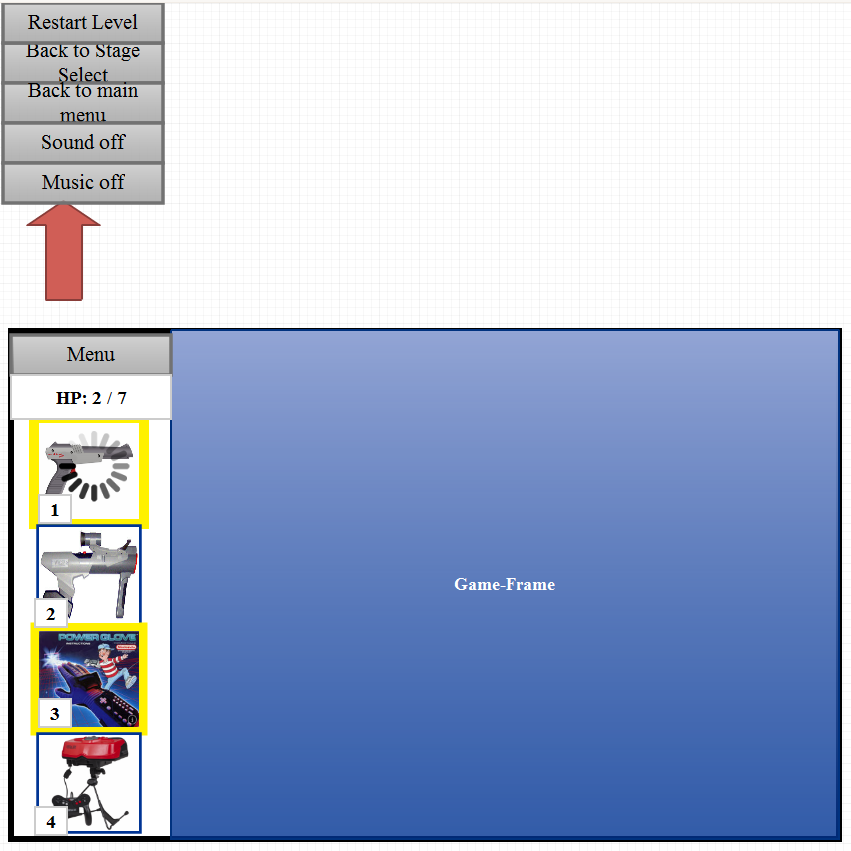 Restart Level
Back to Stage
Select
Back to main
menu
Sound off
Music off
Menu
HP: 2 / 7
1
Game-Frame
2
POWER GLOVE
INSTRUCTIONS
3
4